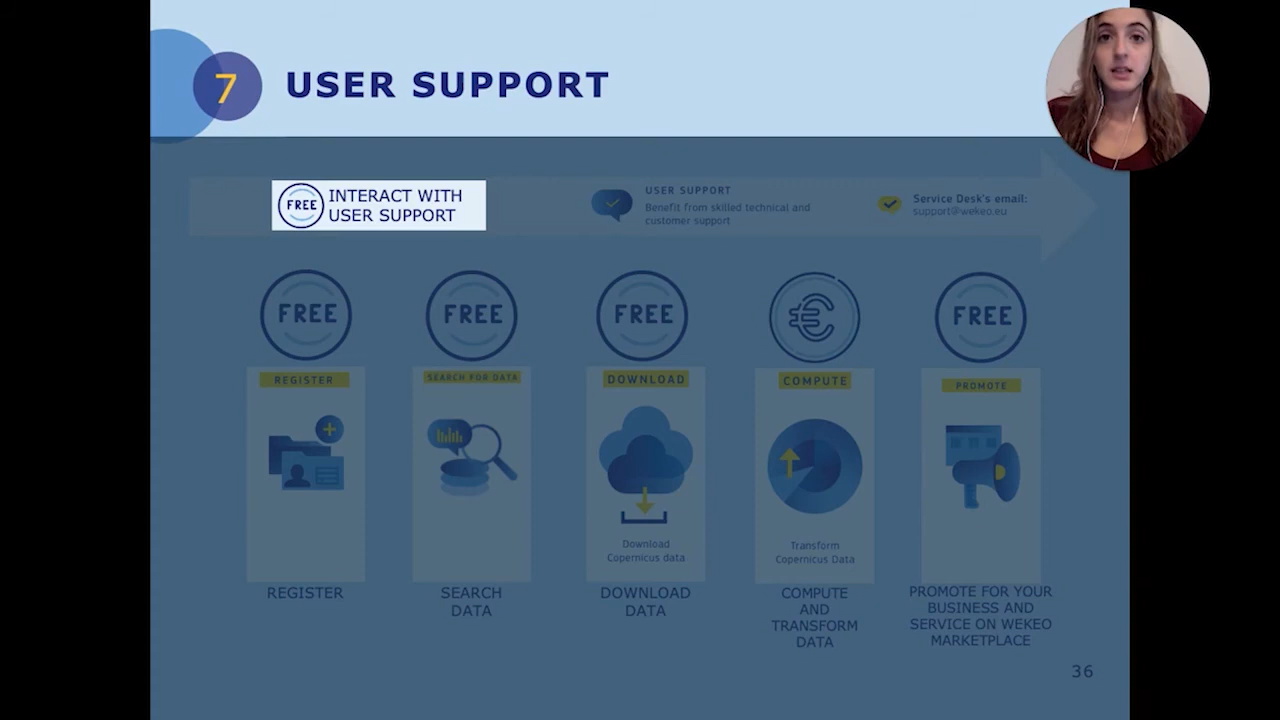 7
USER SUPPORT
FREE
INTERACT WITH
USER SUPPORT
USER SUPPORT
Benefit from skilled technical and
customer support
Service Desk's email:
support@wekeo.eu
FREE
FREE
FREE
€
FREE
REGISTER
SEARCH FOR DATA
DOWNLOAD
COMPUTE
PROMOTE
Download
Copernicus data
Transform
Copernicus Data
REGISTER
SEARCH
DATA
DOWNLOAD
DATA
COMPUTE
AND
TRANSFORM
DATA
PROMOTE FOR YOUR
BUSINESS AND
SERVICE ON WEKEO
MARKETPLACE
36